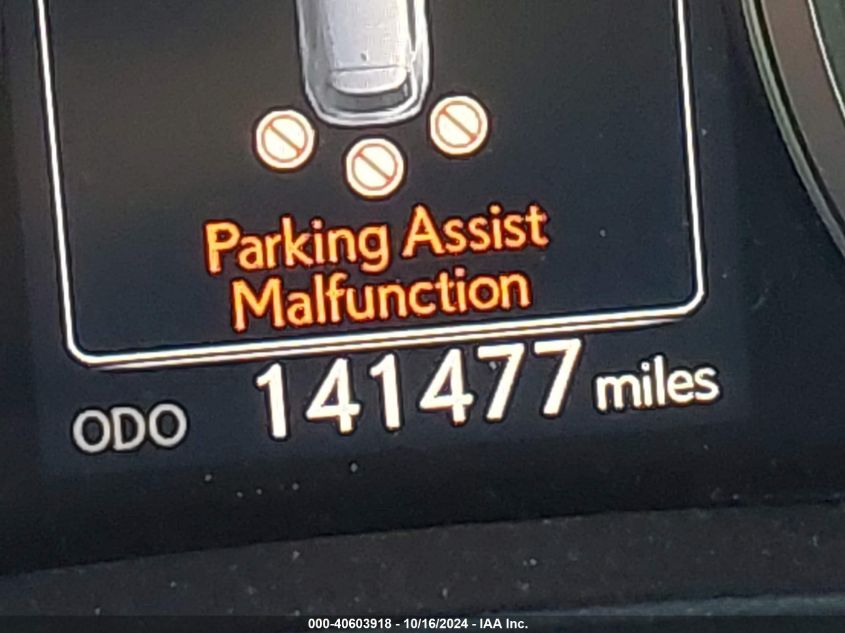 Parking Assist
Malfunction
ODO 141477 miles
000-40603918 - 10/16/2024 - IAA Inc.